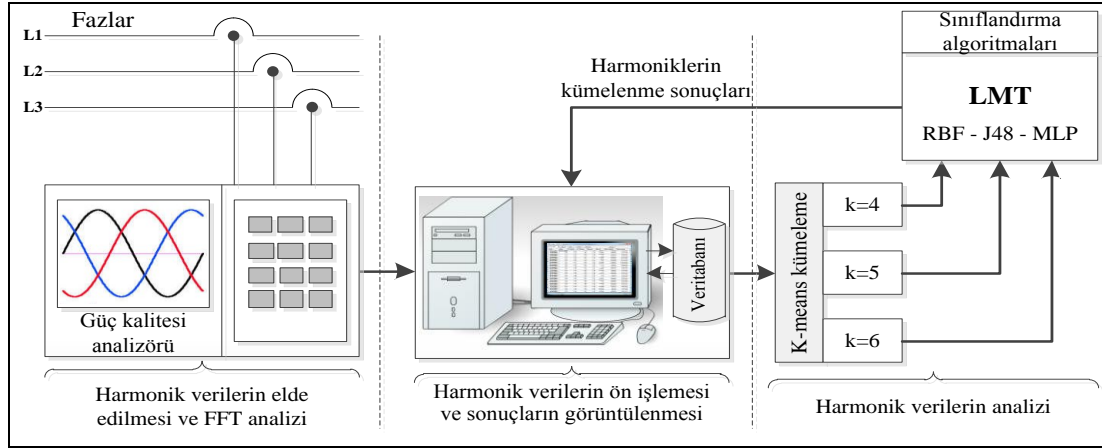 Fazlar
L1
L2
L3
Güç kalitesi
analizörü
Harmonik verilerin elde
edilmesi ve FFT analizi
Harmoniklerin
kümelenme sonuçları
Veritabanı
Harmonik verilerin ön işlemesi
ve sonuçların görüntülenmesi
Sınıflandırma
algoritmaları
LMT
RBF - J48 - MLP
K-means kümeleme
k=4
k=5
k=6
Harmonik verilerin analizi